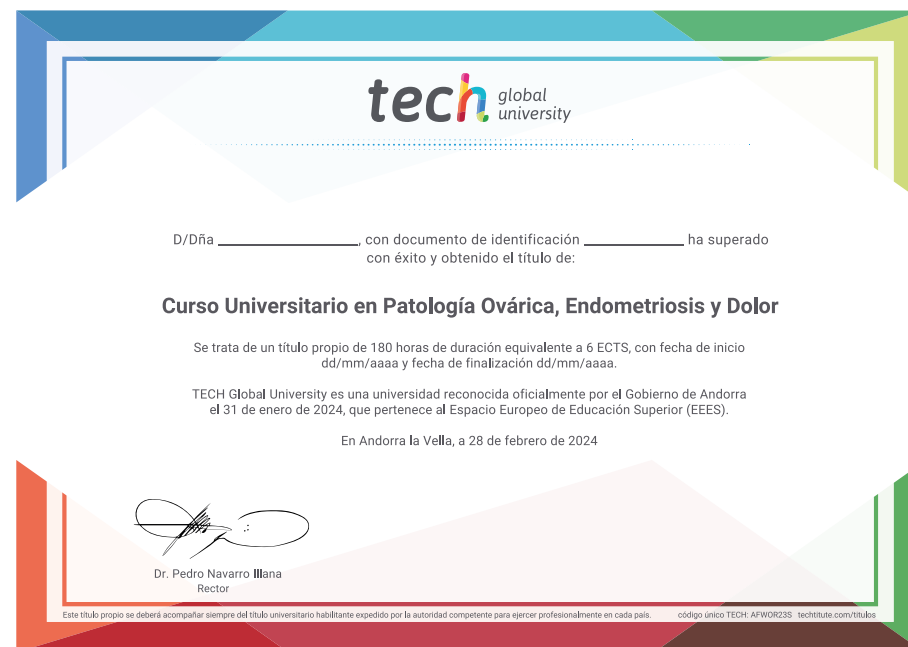 tech global
university
D/Dña ____________, con documento de identificación ____________ ha superado
con éxito y obtenido el título de:
Curso Universitario en Patología Ovárica, Endometriosis y Dolor
Se trata de un título propio de 180 horas de duración equivalente a 6 ECTS, con fecha de inicio
dd/mm/aaaa y fecha de finalización dd/mm/aaaa.
TECH Global University es una universidad reconocida oficialmente por el Gobierno de Andorra
el 31 de enero de 2024, que pertenece al Espacio Europeo de Educación Superior (EEES).
En Andorra la Vella, a 28 de febrero de 2024
Dr. Pedro Navarro Illana
Rector
Este título propio se deberá acompañar siempre del título universitario habilitante expedido por la autoridad competente para ejercer profesionalmente en cada país. código único TECH: AFWOR23S techtitute.com/titulos